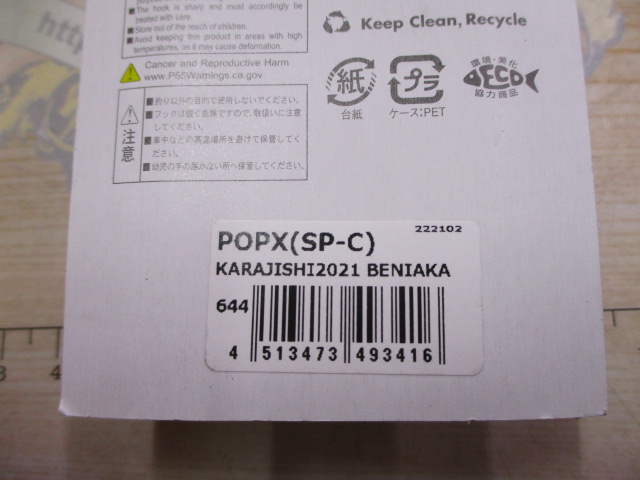 ■The hook is sharp and must accordingly be
treated with care.
■Store out of the reach of children.
■Avoid keeping this product in areas with high
temperatures, as it may cause deformation.
Cancer and Reproductive Harm
www.P65Warnings.ca.gov
注意
■釣り以外の目的で使用しないでください。
■フックは鋭く危険ですので、取扱いに注意
してください。
■車中などの高温場所を避けて保管してく
ださい。
■幼児の手の届かない所へ保管してください。
Keep Clean, Recycle
紙
台紙
プラ
ケース:PET
環境・美化
ECO
協力商品
222102
POPX(SP-C)
KARAJISHI2021 BENIAKA
644
4 513473 493416
3
4